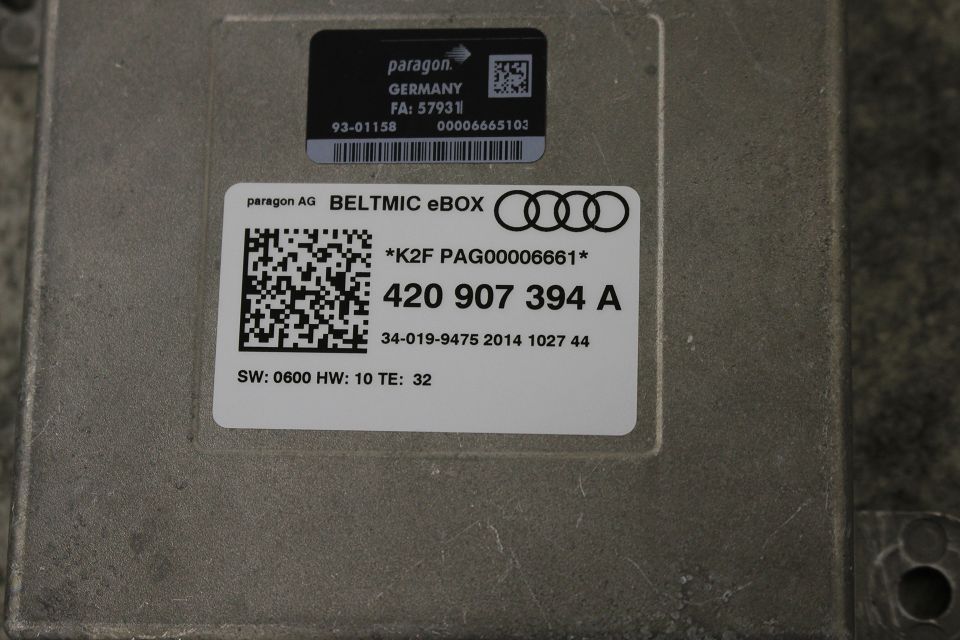 paragon
GERMANY
FA: 57931
93-01158 00006665103
paragon AG BELTMIC eBOX
*K2F PAG00006661*
420 907 394 A
34-019-9475 2014 1027 44
SW: 0600 HW: 10 TE: 32